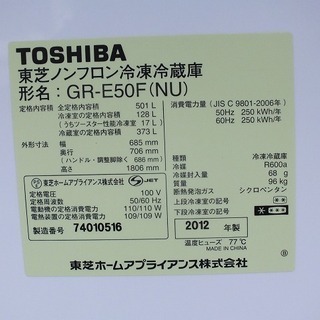 TOSHIBA
東芝ノンフロン冷凍冷蔵庫
形名：GR-E50F(NU)
定格内容積 全定格内容積 501 L
冷凍室の定格内容積 128 L
（うちソースター性能冷凍室 17 L）
冷蔵室の定格内容積 373 L
外形寸法 幅 685 mm
奥行 706 mm
（ハンドル・調整脚除く 686 mm）
高さ 1806 mm
東芝ホームアプライアンス株式会社
JET
定格電圧 100 V
定格周波数 50/60 Hz
電動機の定格消費電力 110/110 W
電熱装置の定格消費電力 109/109 W
製造番号 74010516
消費電力量（JIS C 9801-2006年）
50Hz 250 kWh/年
60Hz 250 kWh/年
種類 冷凍冷蔵庫
冷媒 R600a
冷媒封入量 68 g
質量 96 kg
断熱発泡ガス シクロペンタン
上段冷凍室の記号
下段冷凍室の記号
2012 年製
温度ヒューズ 77℃
MADE IN CHINA
東芝ホームアプライアンス株式会社